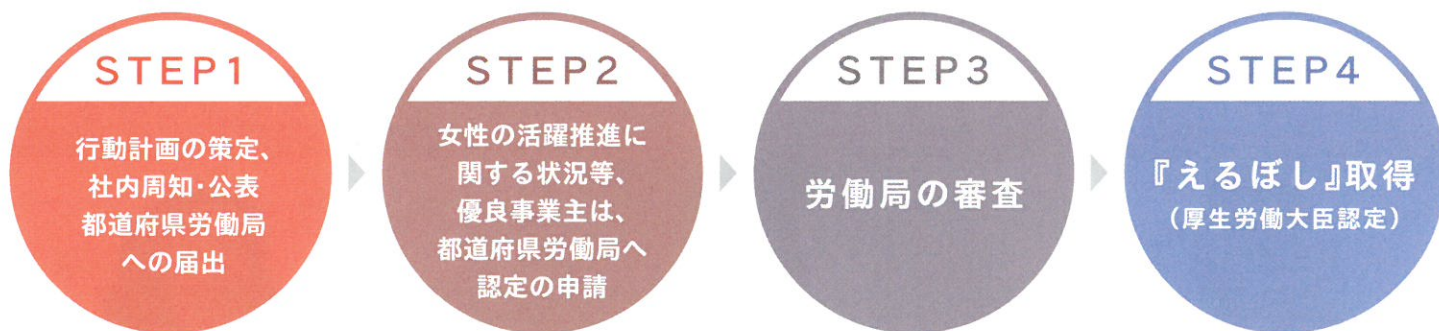 STEP1
行動計画の策定、
社内周知・公表
都道府県労働局
への届出
STEP2
女性の活躍推進に
関する状況等、
優良事業主は、
都道府県労働局へ
認定の申請
STEP3
労働局の審査
STEP4
『えるぼし』取得
（厚生労働大臣認定）